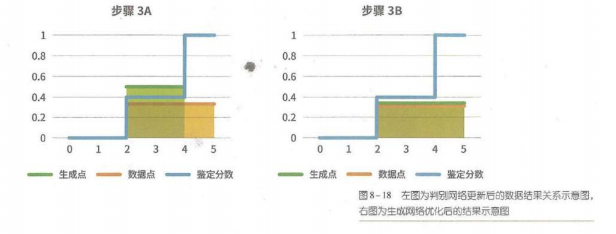 步骤 3A
1
0.8
0.6
0.4
0.2
0
0 1 2 3 4 5
生成点 数据点 鉴定分数
步骤 3B
1
0.8
0.6
0.4
0.2
0
0 1 2 3 4 5
生成点 数据点 鉴定分数
图8-18 左图为判别网络更新后的数据结果关系示意图，
右图为生成网络优化后的结果示意图